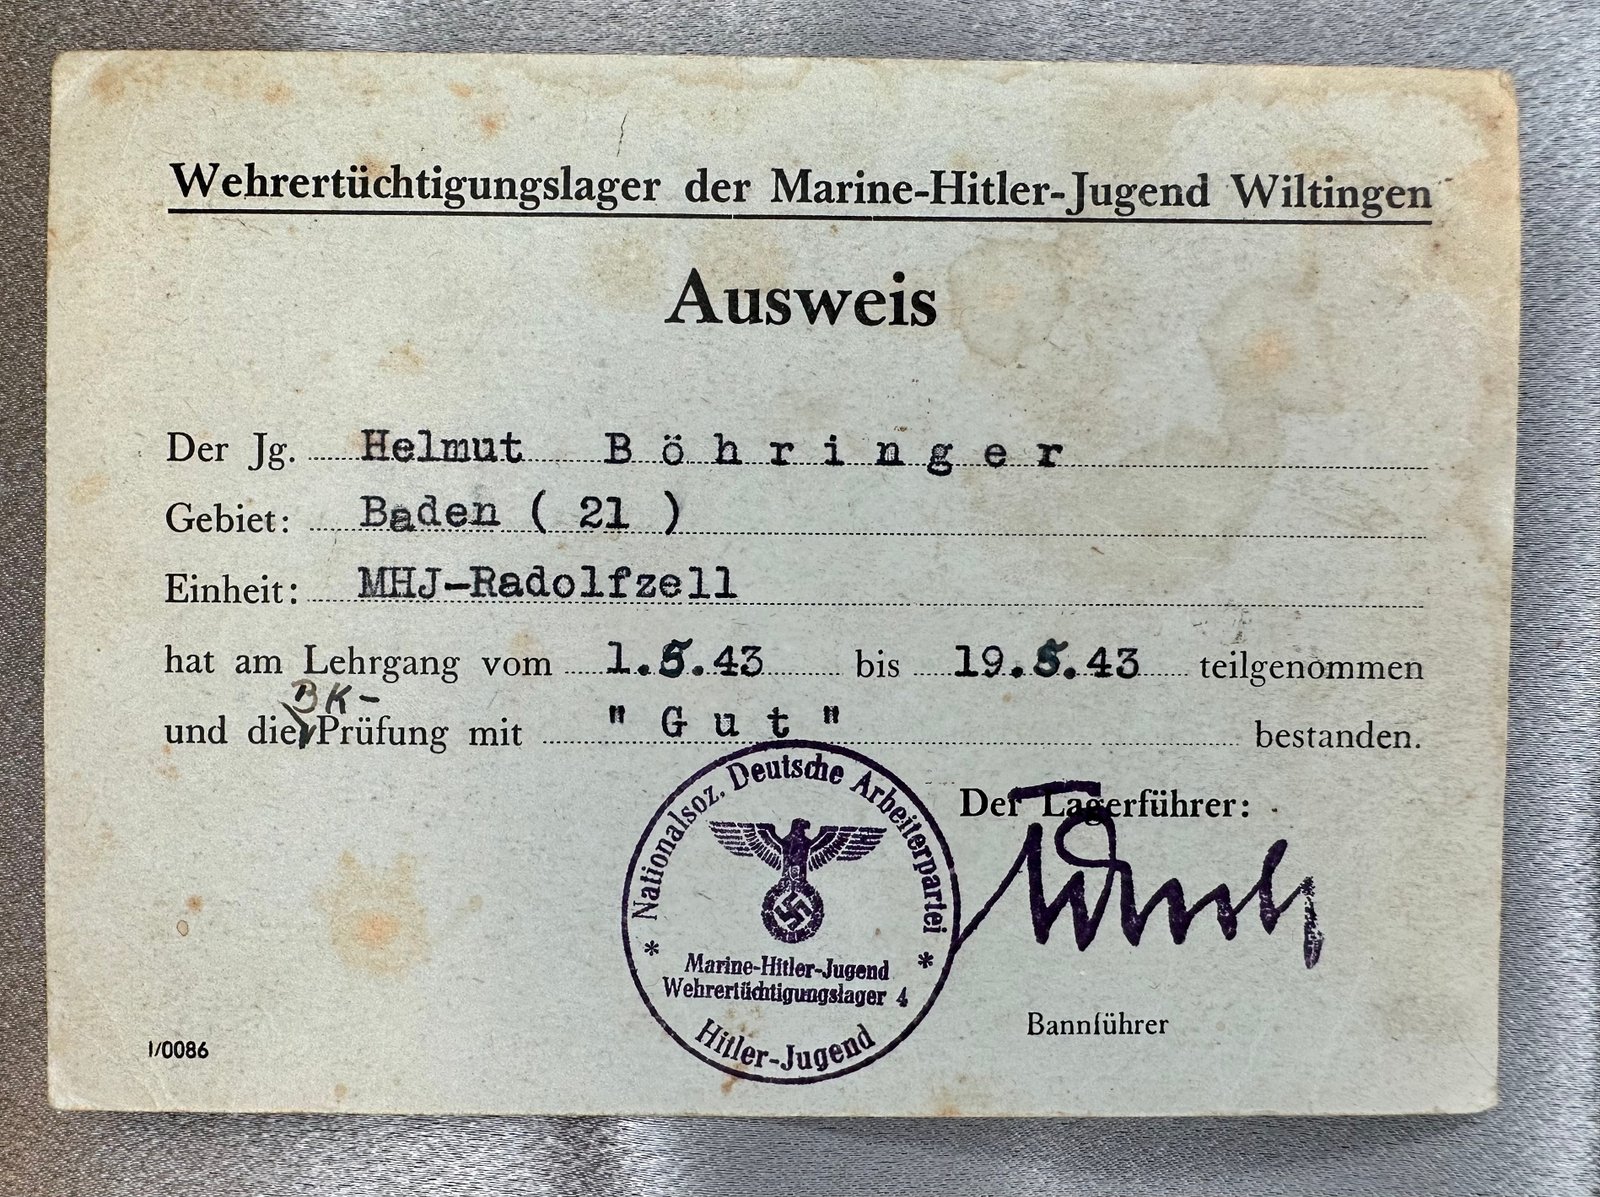 Wehrertüchtigungslager der Marine-Hitler-Jugend Wiltingen
Ausweis
Der Jg. Helmut Böhringer
Gebiet: Baden ( 21 )
Einheit: MHJ-Radolfzell
hat am Lehrgang vom 1.5.43 bis 19.5.43 teilgenommen
BK-
und die Prüfung mit "Gut" bestanden.
Der Lagerführer:
Nationalsoz. Deutsche Arbeiterpartei
Marine-Hitler-Jugend
Wehrertüchtigungslager 4
Hitler-Jugend
Bannführer
I/0086